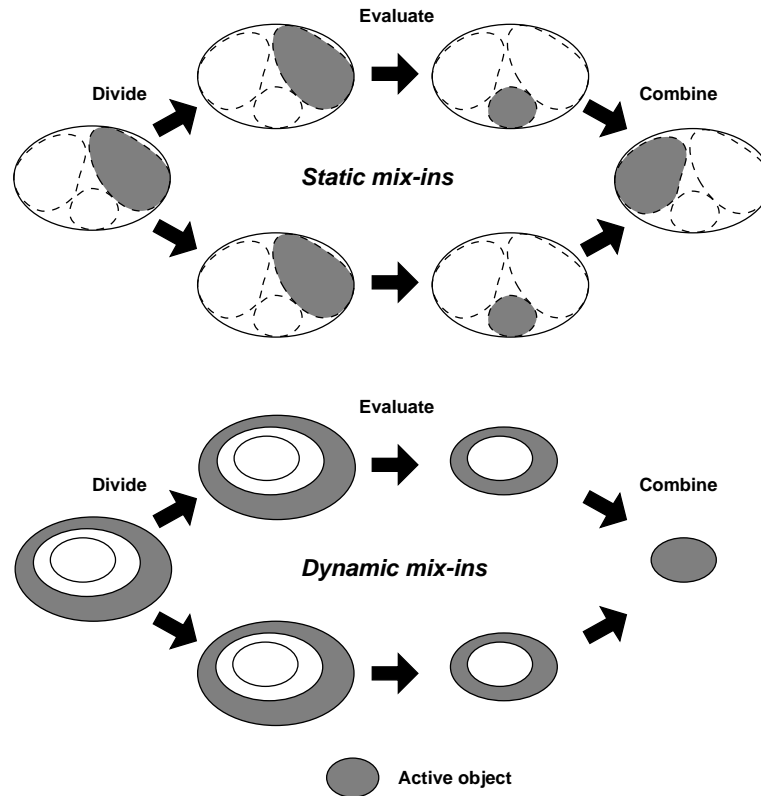 Evaluate
Divide
Combine
Static mix-ins
Evaluate
Divide
Combine
Dynamic mix-ins
Active object